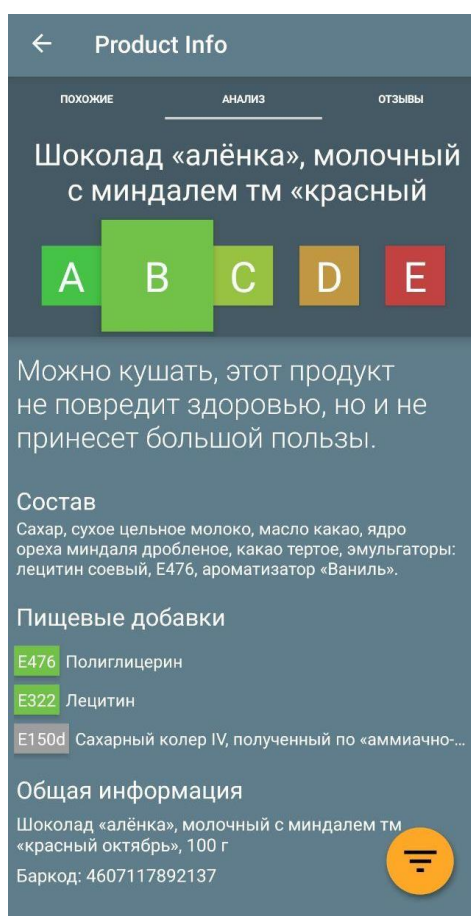 Product Info
ПОХОЖИЕ АНАЛИЗ ОТЗЫВЫ
Шоколад «алёнка», молочный
с миндалем тм «красный
A B C D E
Можно кушать, этот продукт
не повредит здоровью, но и не
принесет большой пользы.
Состав
Сахар, сухое цельное молоко, масло какао, ядро
ореха миндаля дробленое, какао тертое, эмульгаторы:
лецитин соевый, Е476, ароматизатор «Ваниль».
Пищевые добавки
E476 Полиглицерин
E322 Лецитин
E150d Сахарный колер IV, полученный по «аммиачно-...
Общая информация
Шоколад «алёнка», молочный с миндалем тм
«красный октябрь», 100 г
Баркод: 4607117892137